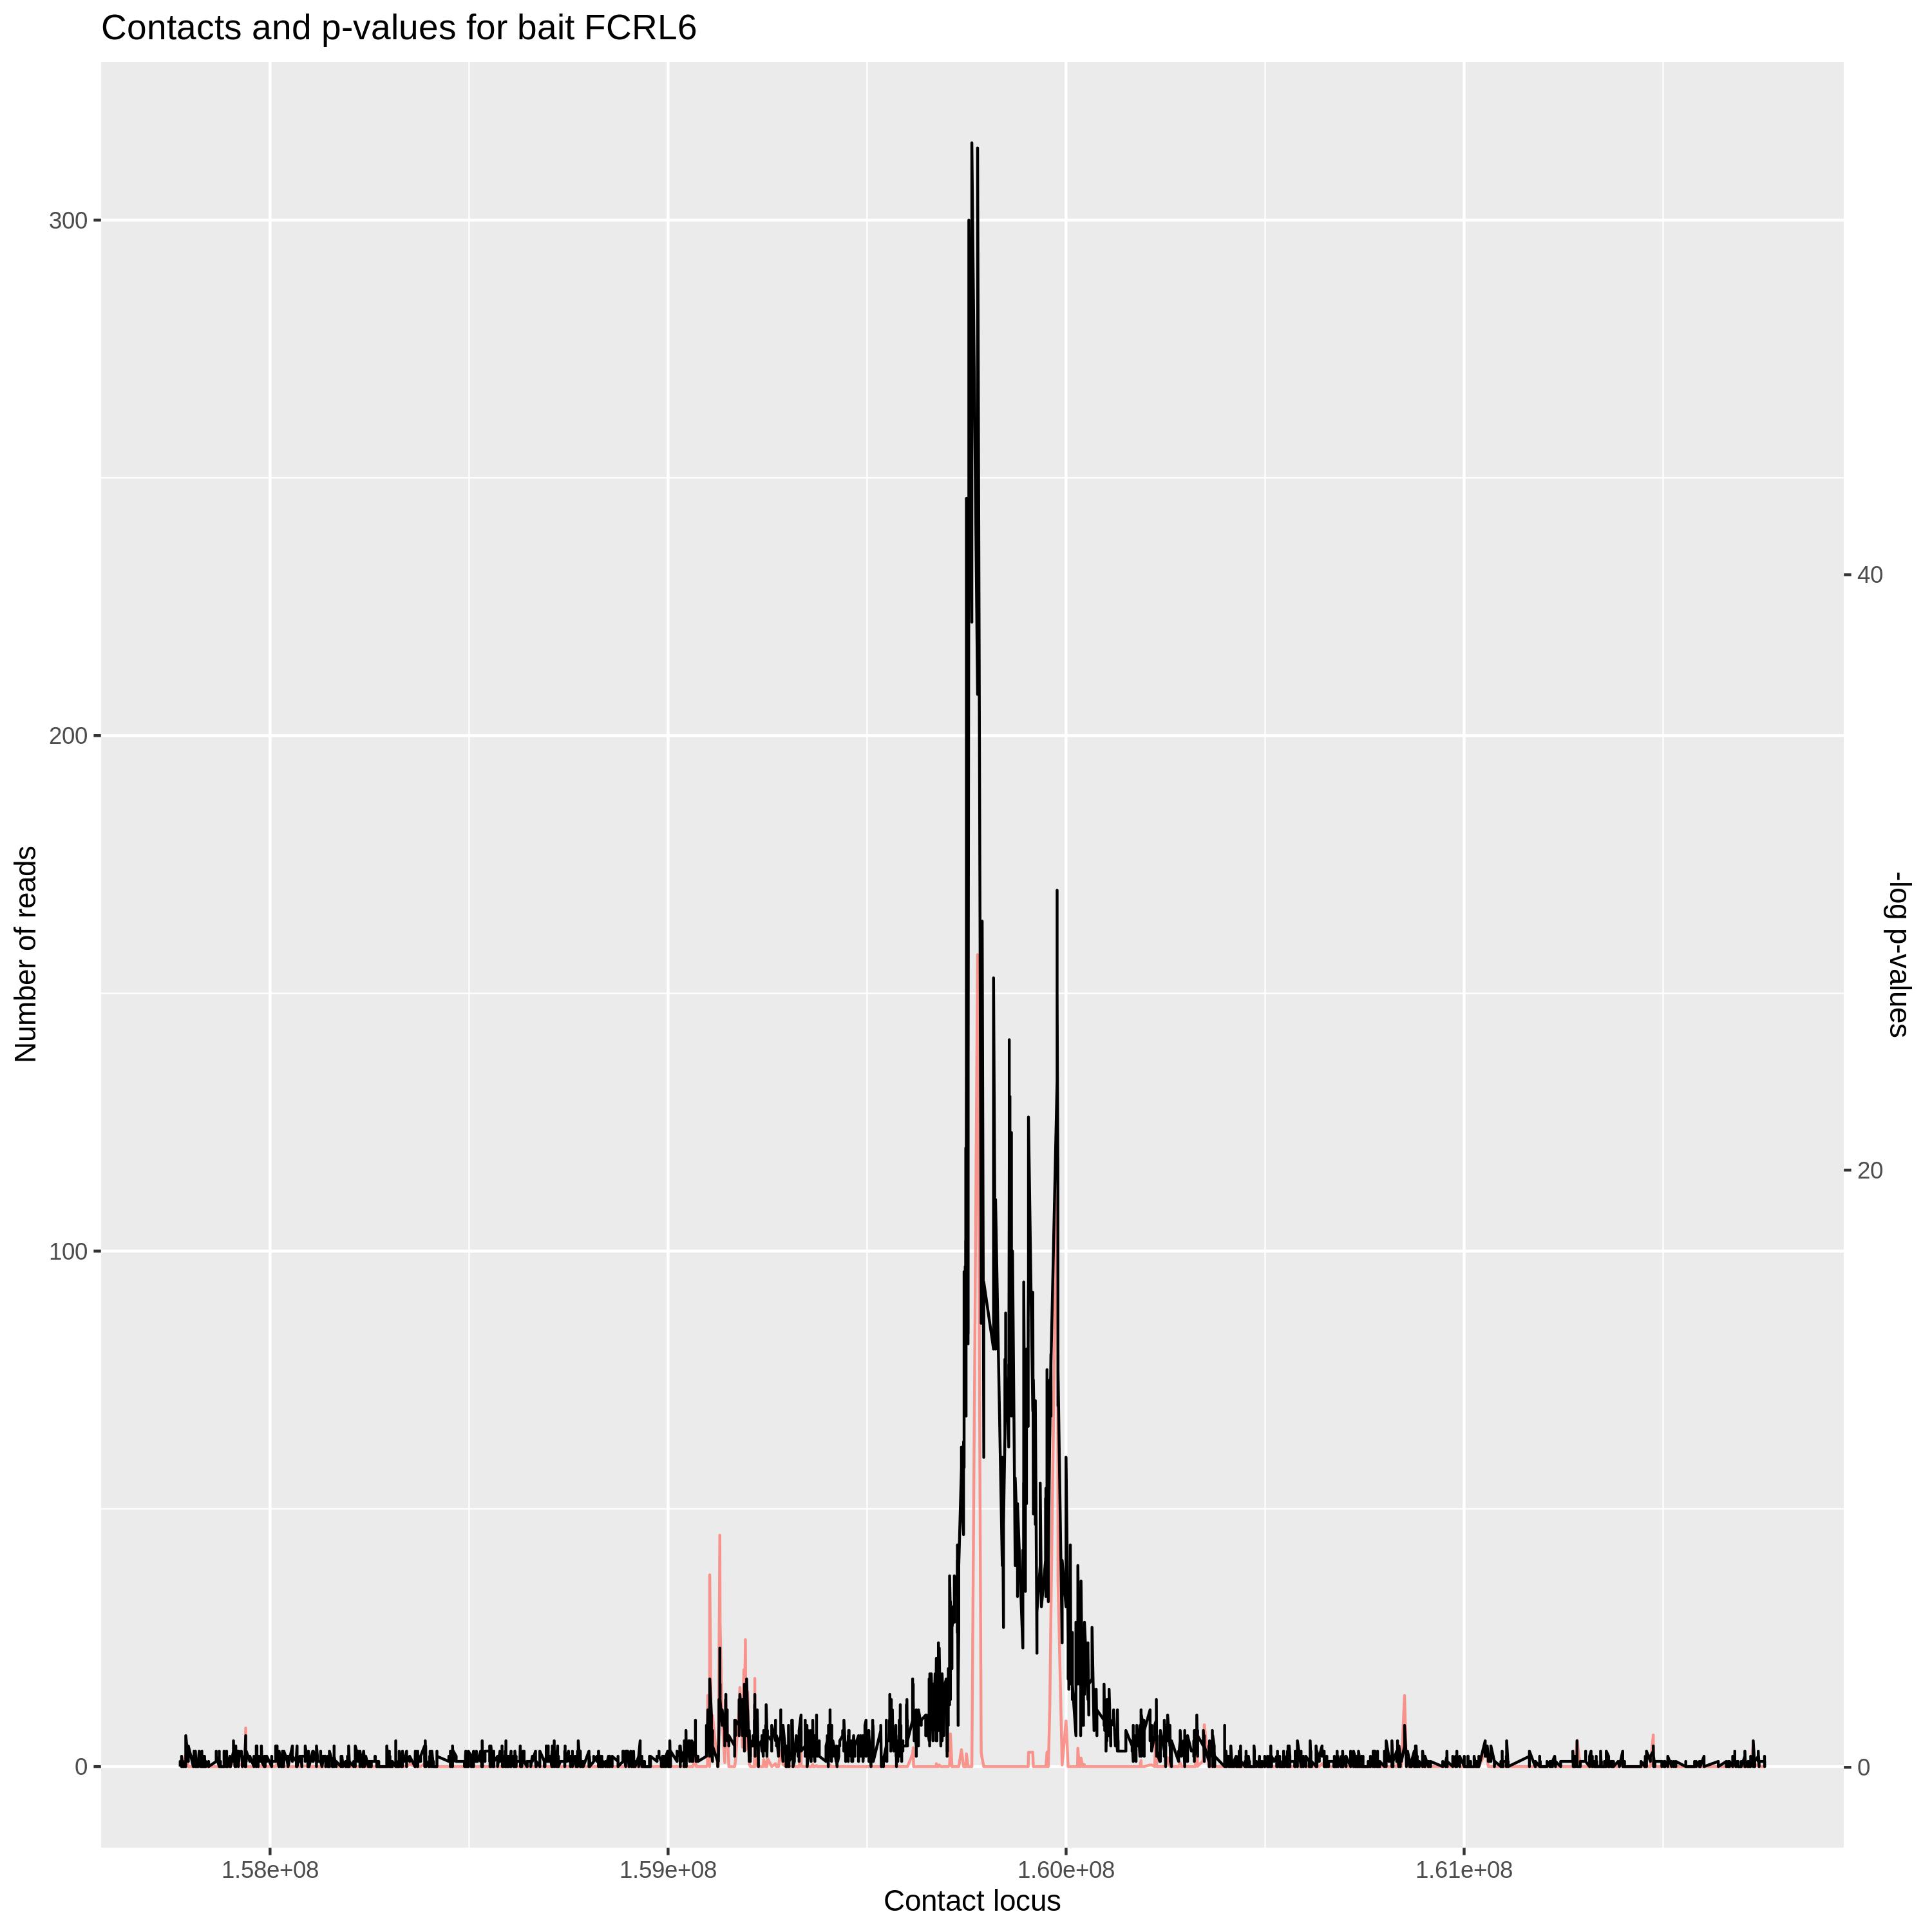 Contacts and p-values for bait FCRL6
300
200
100
0
Number of reads
40
20
0
-log p-values
1.58e+08
1.59e+08
1.60e+08
1.61e+08
Contact locus